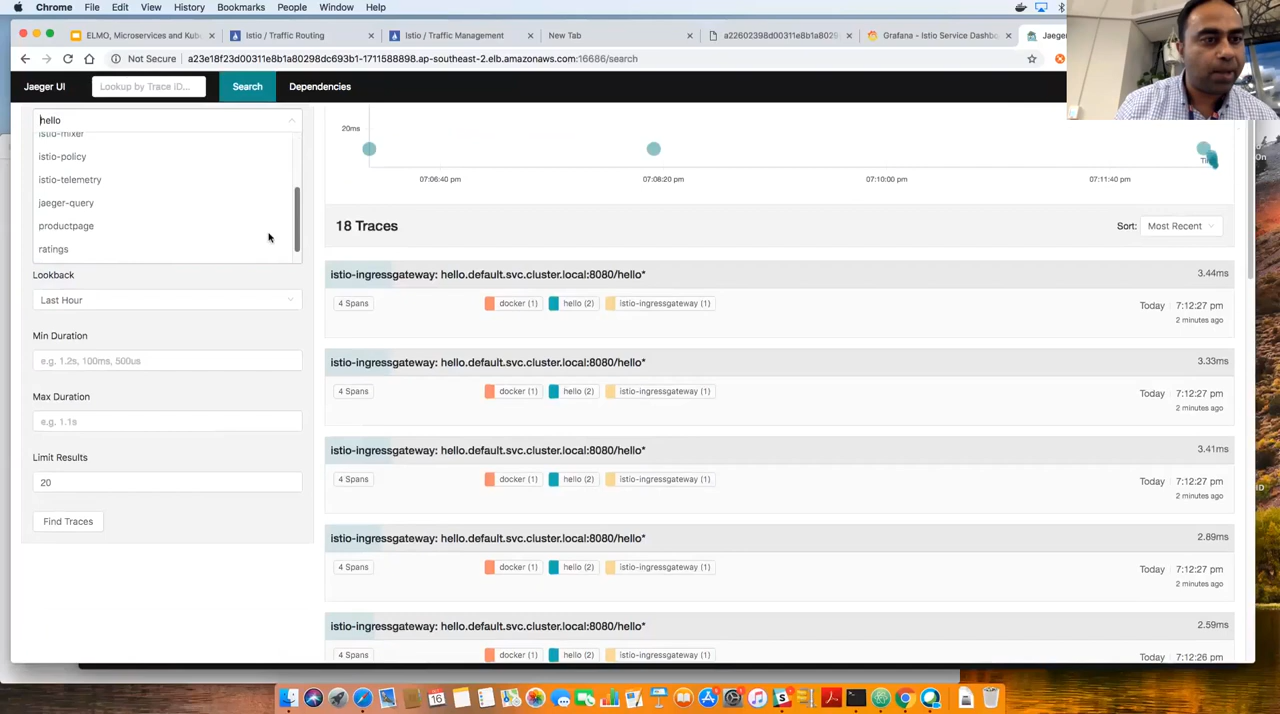 Chrome File Edit View History Bookmarks People Window Help
ELMO, Microservices and Kub
Istio / Traffic Routing
Istio / Traffic Management
New Tab
a22602398d00311e8b1a80295
Grafana - Istio Service Dashbo
Jaeger
Not Secure a23e18f23d00311e8b1a80298dc693b1-1711588898.ap-southeast-2.elb.amazonaws.com:16686/search
Jaeger UI Lookup by Trace ID... Search Dependencies
hello
istio-mixer
istio-policy
istio-telemetry
jaeger-query
productpage
ratings
Lookback
Last Hour
Min Duration
e.g. 1.2s, 100ms, 500us
Max Duration
e.g. 1.1s
Limit Results
20
Find Traces
20ms
07:06:40 pm 07:08:20 pm 07:10:00 pm 07:11:40 pm
18 Traces Sort: Most Recent
istio-ingressgateway: hello.default.svc.cluster.local:8080/hello* 3.44ms
4 Spans docker (1) hello (2) istio-ingressgateway (1) Today 7:12:27 pm
2 minutes ago
istio-ingressgateway: hello.default.svc.cluster.local:8080/hello* 3.33ms
4 Spans docker (1) hello (2) istio-ingressgateway (1) Today 7:12:27 pm
2 minutes ago
istio-ingressgateway: hello.default.svc.cluster.local:8080/hello* 3.41ms
4 Spans docker (1) hello (2) istio-ingressgateway (1) Today 7:12:27 pm
2 minutes ago
istio-ingressgateway: hello.default.svc.cluster.local:8080/hello* 2.89ms
4 Spans docker (1) hello (2) istio-ingressgateway (1) Today 7:12:27 pm
2 minutes ago
istio-ingressgateway: hello.default.svc.cluster.local:8080/hello* 2.59ms
4 Spans docker (1) hello (2) istio-ingressgateway (1) Today 7:12:26 pm